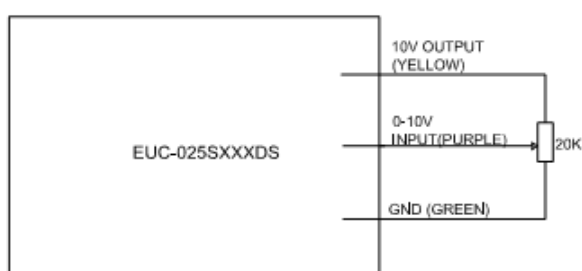 10V OUTPUT
(YELLOW)
0-10V
INPUT(PURPLE)
EUC-025SXXXDS
20K
GND (GREEN)